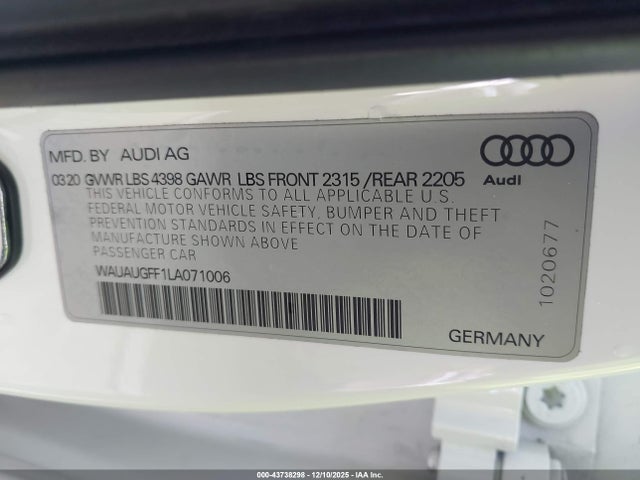 MFD. BY AUDI AG
Audi
03 20 GVWR LBS 4398 GAWR LBS FRONT 2315 / REAR 2205
THIS VEHICLE CONFORMS TO ALL APPLICABLE U.S.
FEDERAL MOTOR VEHICLE SAFETY, BUMPER AND THEFT
PREVENTION STANDARDS IN EFFECT ON THE DATE OF
MANUFACTURE SHOWN ABOVE
PASSENGER CAR
WAUAUGFF1LA071006
1020677
GERMANY
000-43738298 - 12/10/2025 - IAAI.COM